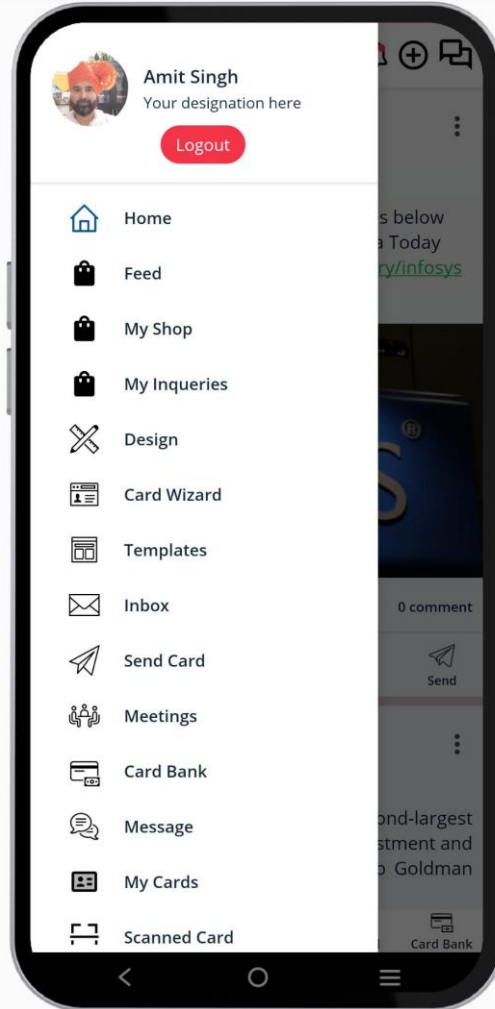 Amit Singh
Your designation here
Logout
Home
Feed
My Shop
My Inqueries
Design
Card Wizard
Templates
Inbox
Send Card
Meetings
Card Bank
Message
My Cards
Scanned Card
s below
Today
ry/infosys
®
S
0 comment
Send
ond-largest
stment and
Goldman
Card Bank